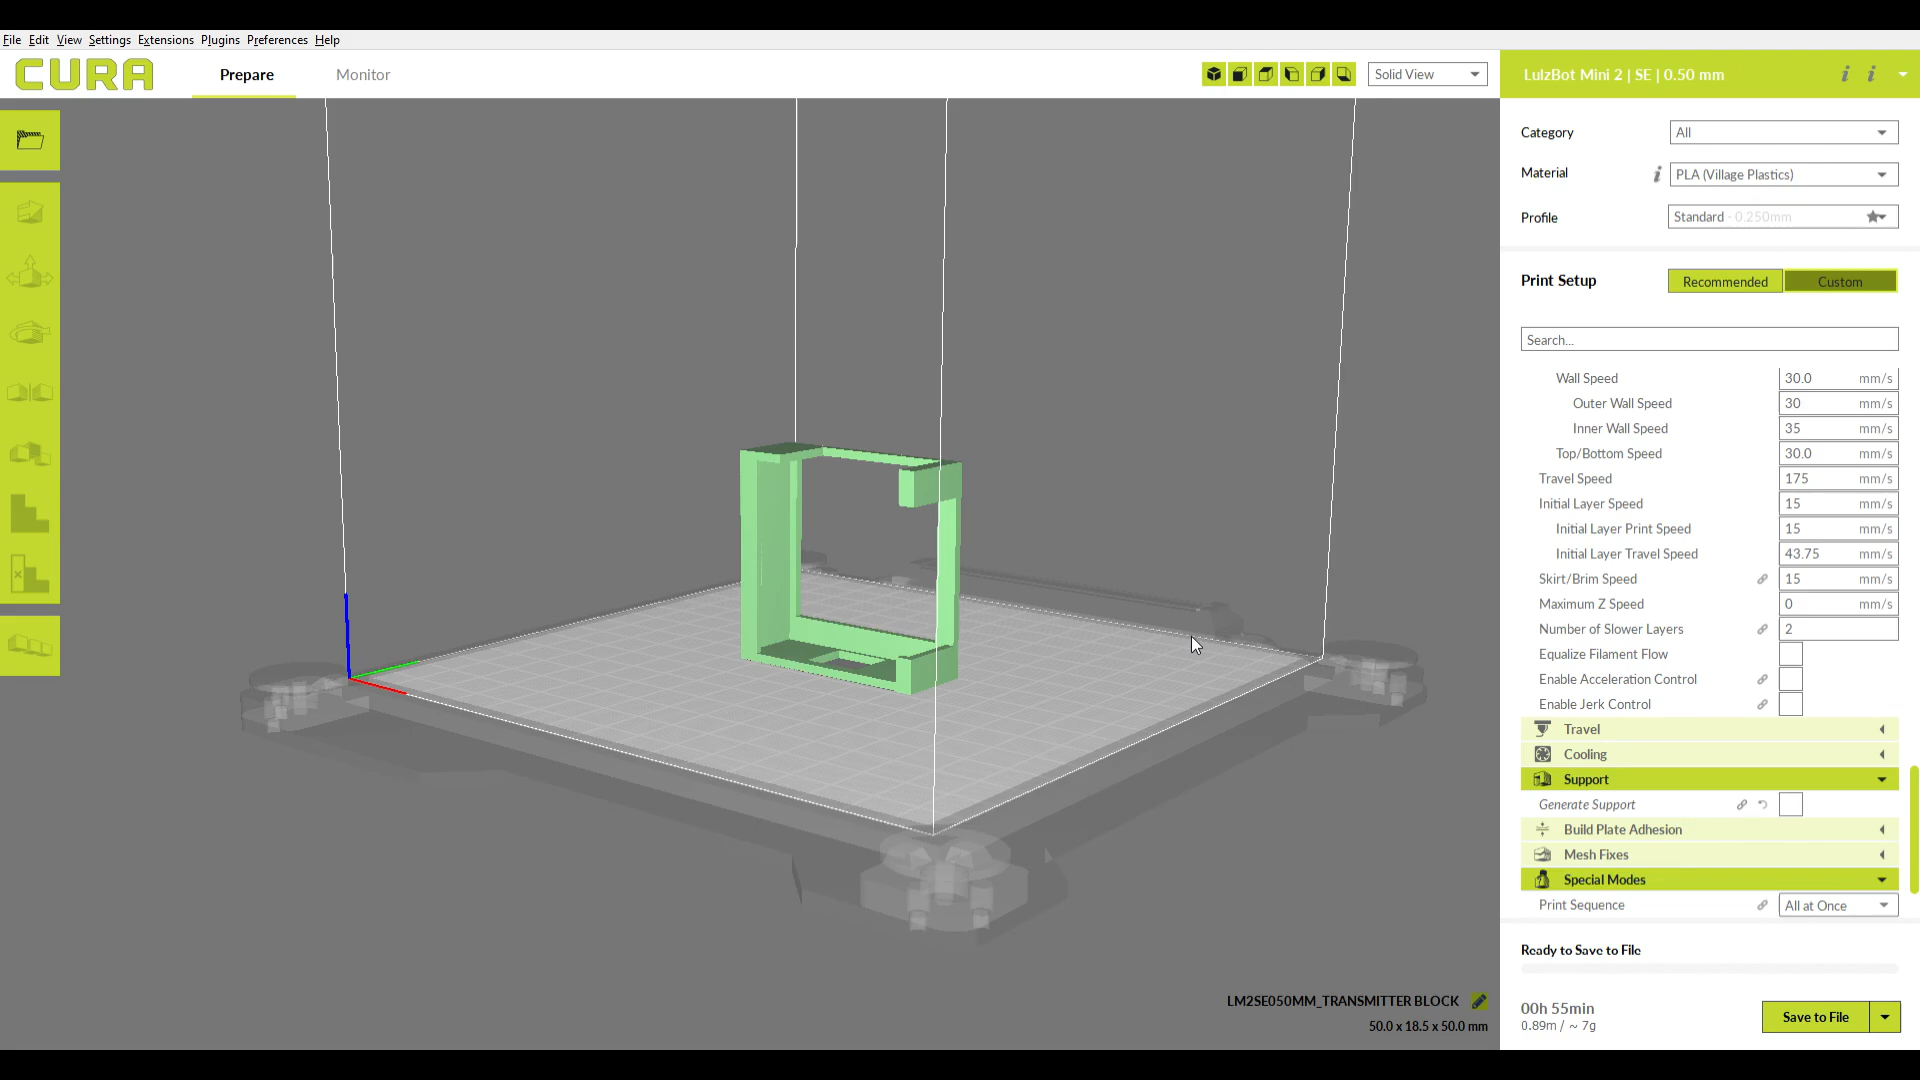 File Edit View Settings Extensions Plugins Preferences Help
CURA
Prepare
Monitor
Solid View
LulzBot Mini 2 | SE | 0.50 mm
Category
All
Material
PLA (Village Plastics)
Profile
Standard - 0.250mm
Print Setup
Recommended
Custom
Search...
Wall Speed 30.0 mm/s
Outer Wall Speed 30 mm/s
Inner Wall Speed 35 mm/s
Top/Bottom Speed 30.0 mm/s
Travel Speed 175 mm/s
Initial Layer Speed 15 mm/s
Initial Layer Print Speed 15 mm/s
Initial Layer Travel Speed 43.75 mm/s
Skirt/Brim Speed 15 mm/s
Maximum Z Speed 0 mm/s
Number of Slower Layers 2
Equalize Filament Flow
Enable Acceleration Control
Enable Jerk Control
Travel
Cooling
Support
Generate Support
Build Plate Adhesion
Mesh Fixes
Special Modes
Print Sequence All at Once
Ready to Save to File
LM2SE050MM_TRANSMITTER BLOCK
50.0 x 18.5 x 50.0 mm
00h 55min
0.89m / ~ 7g
Save to File